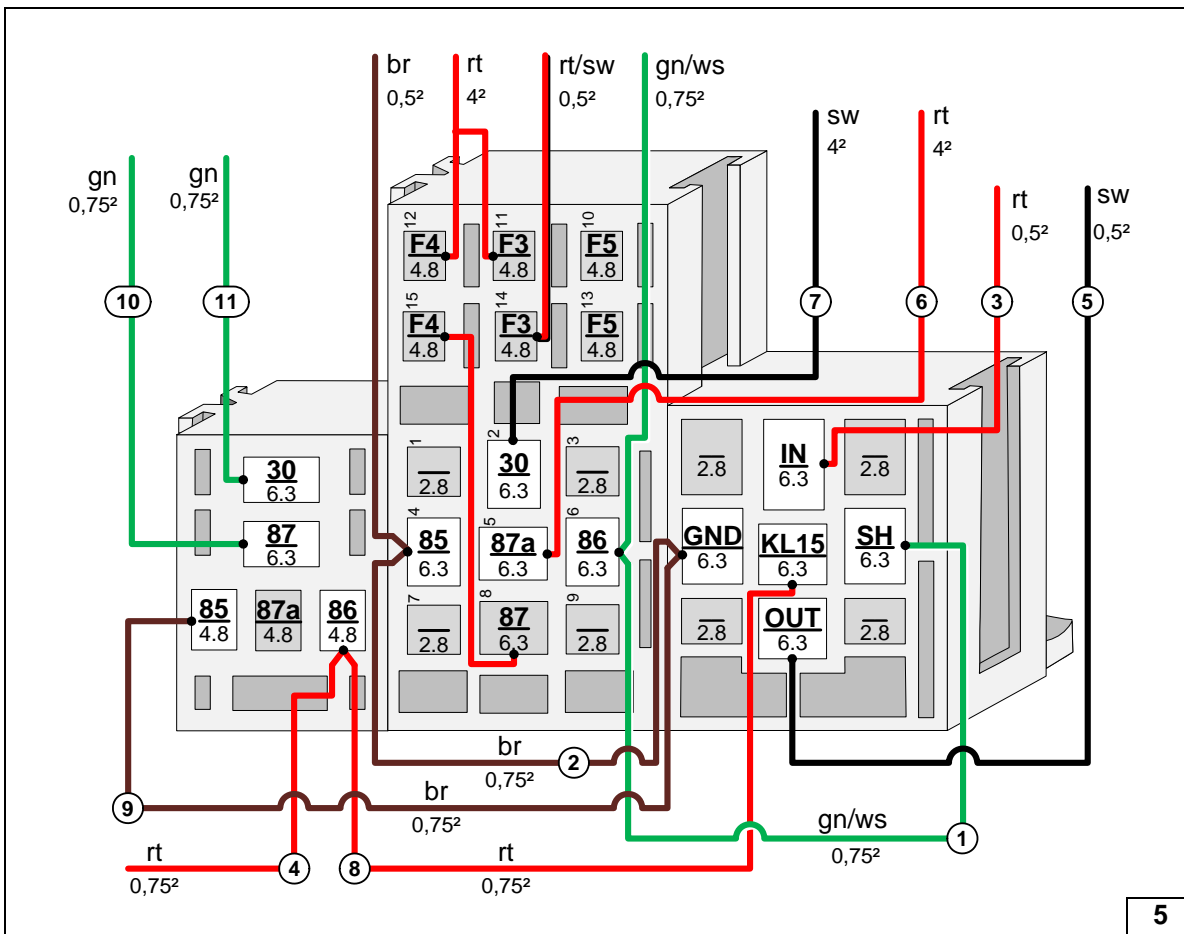 br
0,5²
rt
4²
rt/sw
0,5²
gn/ws
0,75²
sw
4²
rt
4²
rt
0,5²
sw
0,5²
gn
0,75²
gn
0,75²
12
F4
4.8
11
F3
4.8
10
F5
4.8
15
F4
4.8
14
F3
4.8
13
F5
4.8
10
11
7
6
3
5
30
6.3
87
6.3
85
4.8
87a
4.8
86
4.8
1
2.8
2
30
6.3
3
2.8
4
85
6.3
5
87a
6.3
6
86
6.3
7
2.8
8
87
6.3
9
2.8
2.8
IN
6.3
2.8
GND
6.3
KL15
6.3
SH
6.3
2.8
OUT
6.3
2.8
br
0,75²
2
9
br
0,75²
gn/ws
0,75²
1
rt
0,75²
4
8
rt
0,75²
5